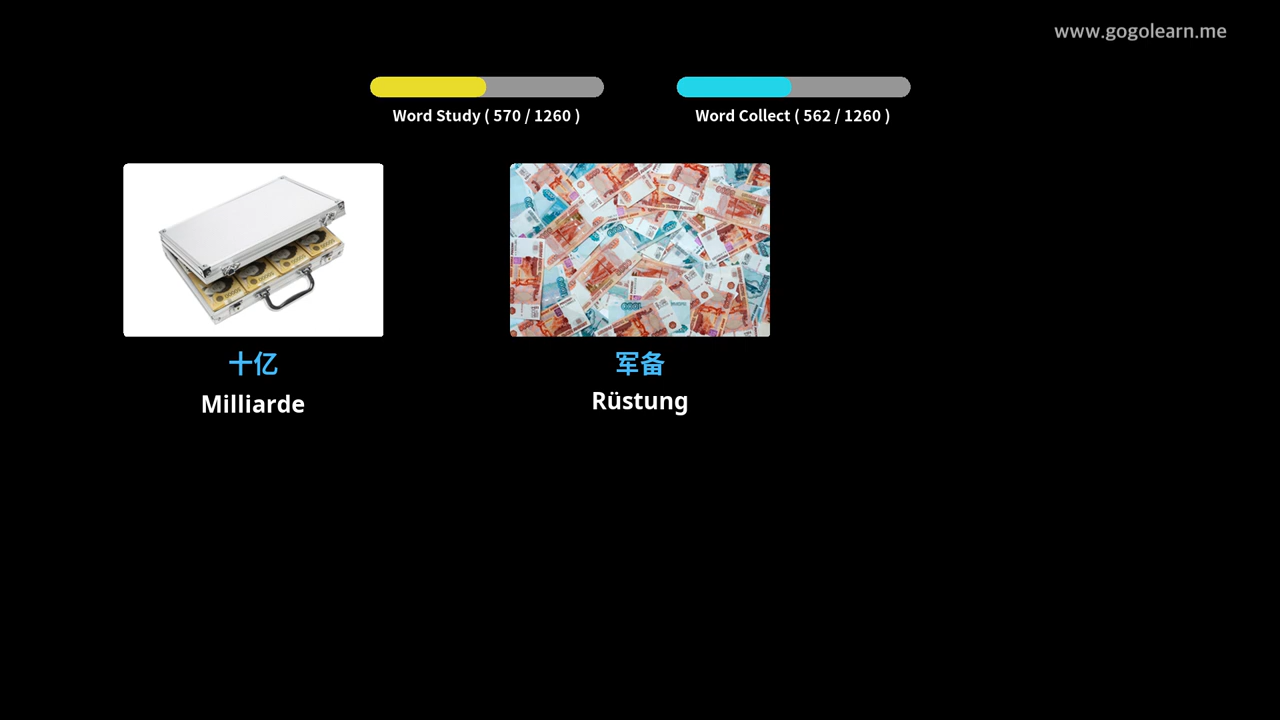 www.gogolearn.me
Word Study ( 570 / 1260 )
Word Collect ( 562 / 1260 )
十亿
Milliarde
军备
Rüstung